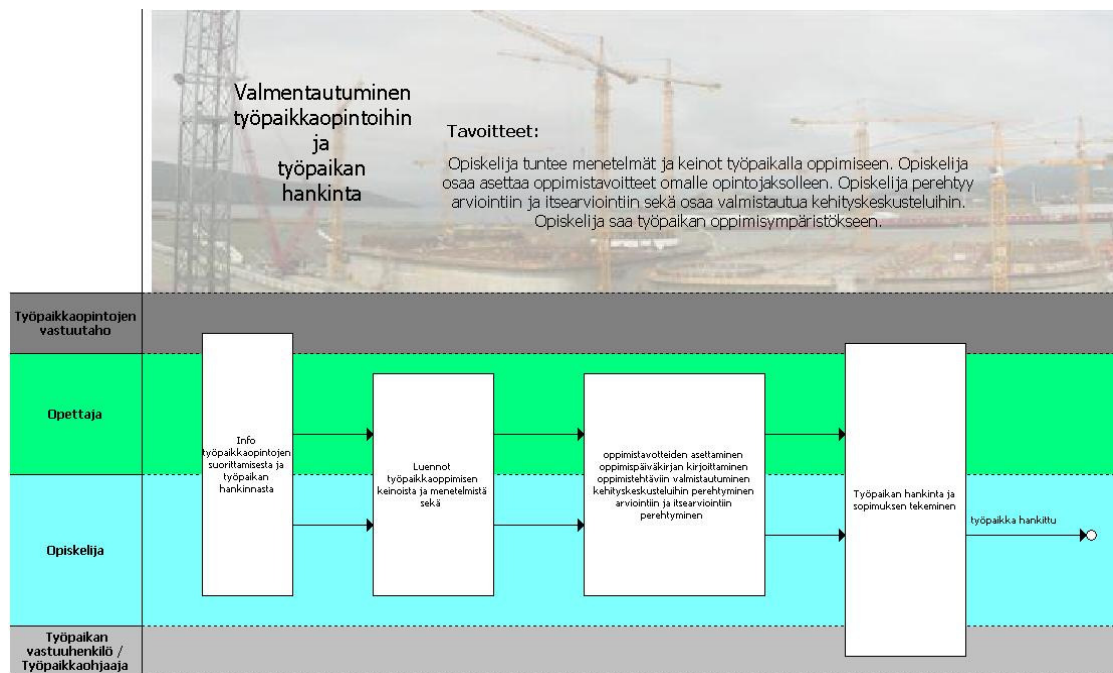 Valmentautuminen
työpaikkaopintoihin
ja
työpaikan
hankinta
Tavoitteet:
Opiskelija tuntee menetelmät ja keinot työpaikalla oppimiseen. Opiskelija
osaa asettaa oppimistavoitteet omalle opintojaksolleen. Opiskelija perehtyy
arviointiin ja itsearviointiin sekä osaa valmistautua kehityskeskusteluihin.
Opiskelija saa työpaikan oppimisympäristökseen.
Työpaikkaopintojen
vastuutaho
Opettaja
Opiskelija
Työpaikan
vastuuhenkilö /
Työpaikkaohjaaja
Info
työpaikkaopintojen
suorittamisesta ja
työpaikan
hankinnasta
Luennot
työpaikkaoppimisen
keinoista ja menetelmistä
sekä
oppimistavotteiden asettaminen
oppimispäiväkirjan kirjoittaminen
oppimistehtäviin valmistautuminen
kehityskeskusteluihin perehtyminen
arviointiin ja itsearviointiin
perehtyminen
Työpaikan hankinta ja
sopimuksen tekeminen
työpaikka hankittu